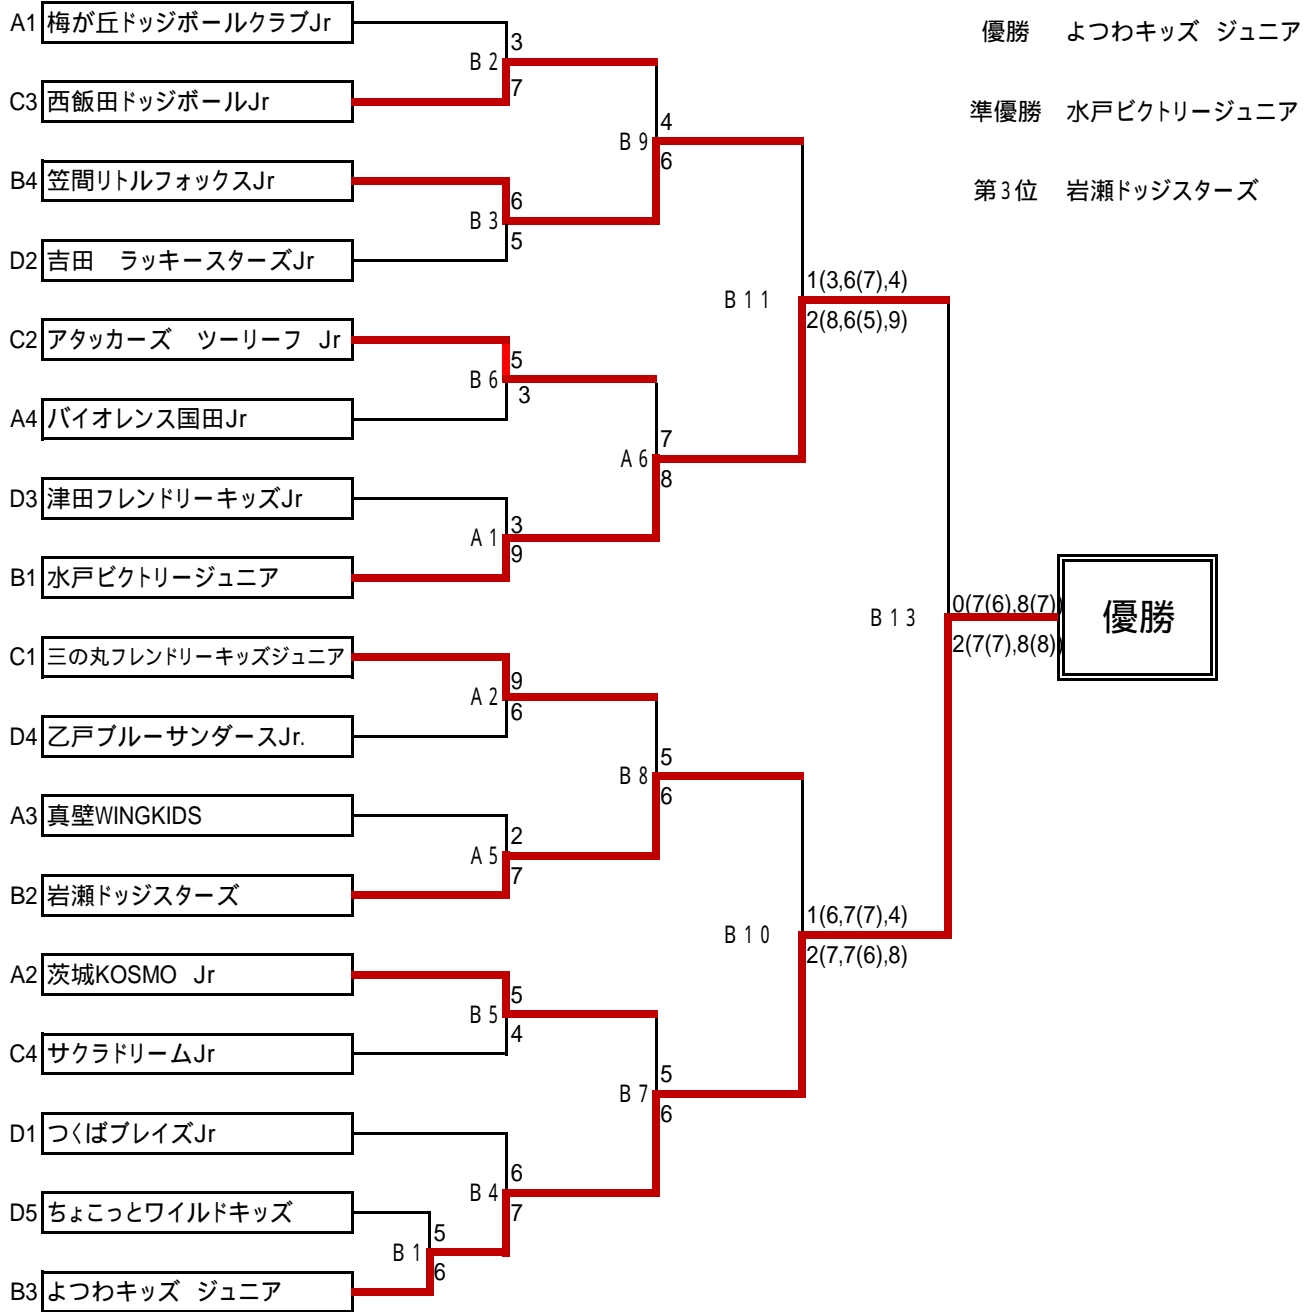 A1 梅が丘ドッジボールクラブJr
優勝 よつわキッズ ジュニア
3
B2
7
C3 西飯田ドッジボールJr
準優勝 水戸ビクトリージュニア
4
B9
6
B4 笠間リトルフォックスJr
第3位 岩瀬ドッジスターズ
6
B3
5
D2 吉田 ラッキースターズJr
1(3,6(7),4)
B11
2(8,6(5),9)
C2 アタッカーズ ツーリーフ Jr
5
B6
3
A4 バイオレンス国田Jr
7
A6
8
D3 津田フレンドリーキッズJr
3
A1
9
B1 水戸ビクトリージュニア
0(7(6),8(7))
B13
優勝
2(7(7),8(8))
C1 三の丸フレンドリーキッズジュニア
9
A2
6
D4 乙戸ブルーサンダースJr.
5
B8
6
A3 真壁WINGKIDS
2
A5
7
B2 岩瀬ドッジスターズ
1(6,7(7),4)
B10
2(7,7(6),8)
A2 茨城KOSMO Jr
5
B5
4
C4 サクラドリームJr
5
B7
6
D1 つくばブレイズJr
6
B4
7
D5 ちょこっとワイルドキッズ
5
B1
6
B3 よつわキッズ ジュニア